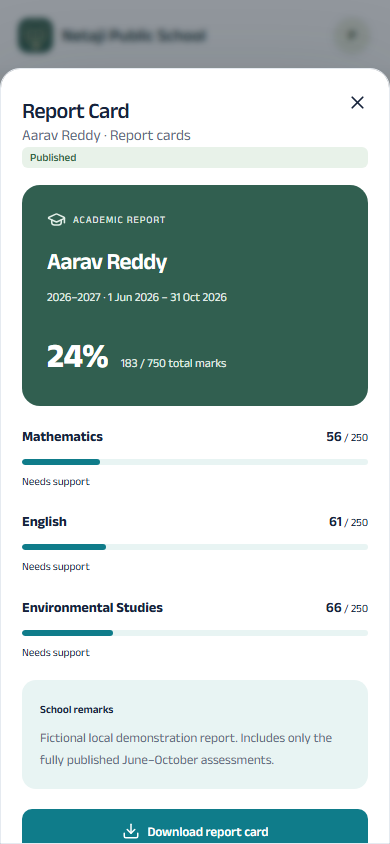 Netaji Public School
Report Card
Aarav Reddy · Report cards
Published
ACADEMIC REPORT
Aarav Reddy
2026–2027 · 1 Jun 2026 – 31 Oct 2026
24% 183 / 750 total marks
Mathematics 56 / 250
Needs support
English 61 / 250
Needs support
Environmental Studies 66 / 250
Needs support
School remarks
Fictional local demonstration report. Includes only the
fully published June–October assessments.
Download report card